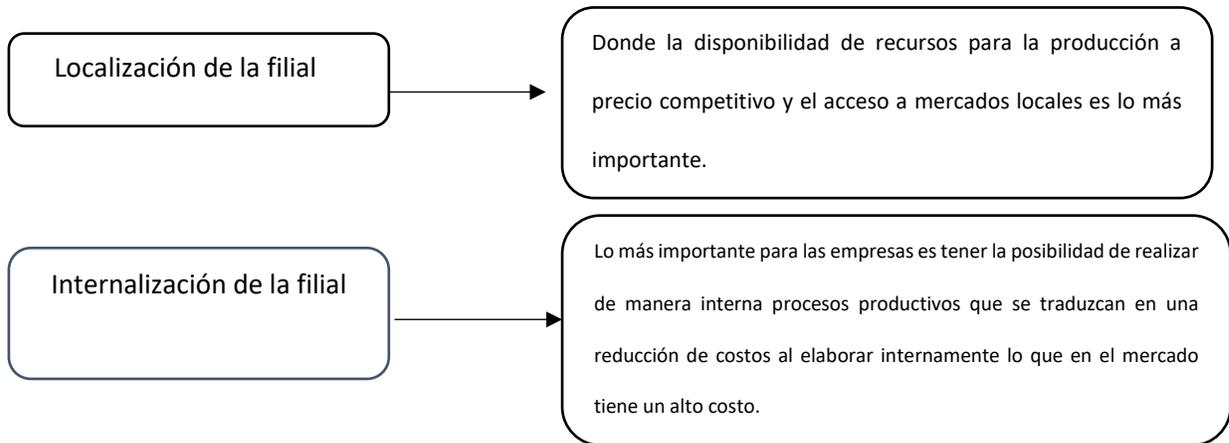 Localización de la filial
Donde la disponibilidad de recursos para la producción a
precio competitivo y el acceso a mercados locales es lo más
importante.
Internalización de la filial
Lo más importante para las empresas es tener la posibilidad de realizar
de manera interna procesos productivos que se traduzcan en una
reducción de costos al elaborar internamente lo que en el mercado
tiene un alto costo.